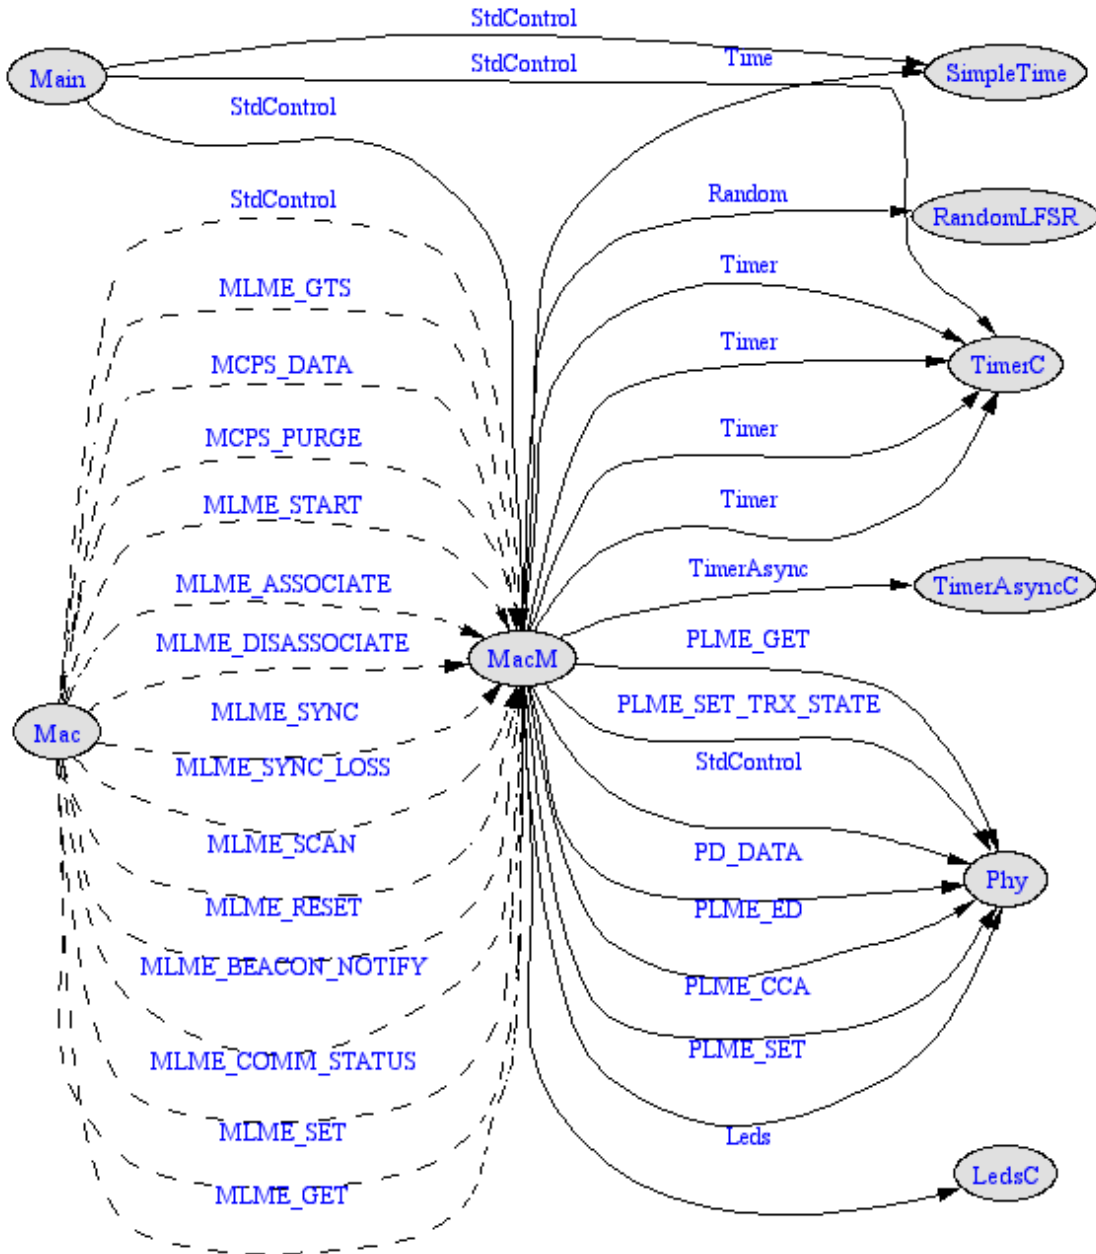 StdControl
Time
StdControl
Main
SimpleTime
StdControl
StdControl
Random
RandomLFSR
Timer
MLME_GTS
Timer
MCPS_DATA
TimerC
Timer
MCPS_PURGE
Timer
MLME_START
TimerAsync
MLME_ASSOCIATE
TimerAsyncC
MLME_DISASSOCIATE
PLME_GET
MacM
PLME_SET_TRX_STATE
MLME_SYNC
Mac
StdControl
MLME_SYNC_LOSS
MLME_SCAN
PD_DATA
Phy
MLME_RESET
PLME_ED
MLME_BEACON_NOTIFY
PLME_CCA
PLME_SET
MLME_COMM_STATUS
MLME_SET
Leds
LedsC
MLME_GET